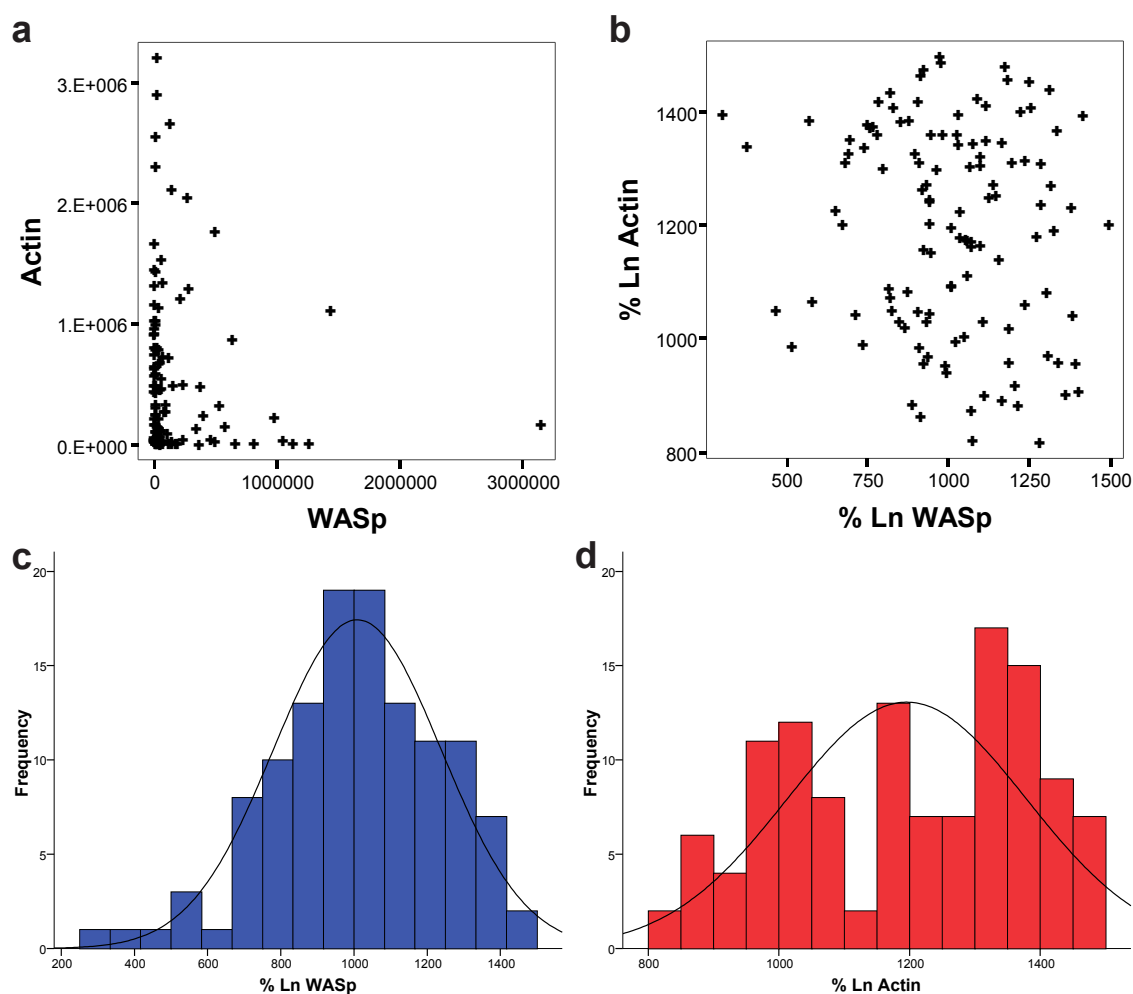 a
3.E+006
2.E+006
1.E+006
0.E+000
Actin
0 1000000 2000000 3000000
WASp
b
1400
1200
1000
800
% Ln Actin
500 750 1000 1250 1500
% Ln WASp
c
20
15
10
5
0
Frequency
200 400 600 800 1000 1200 1400
% Ln WASp
d
20
15
10
5
0
Frequency
800 1000 1200 1400
% Ln Actin